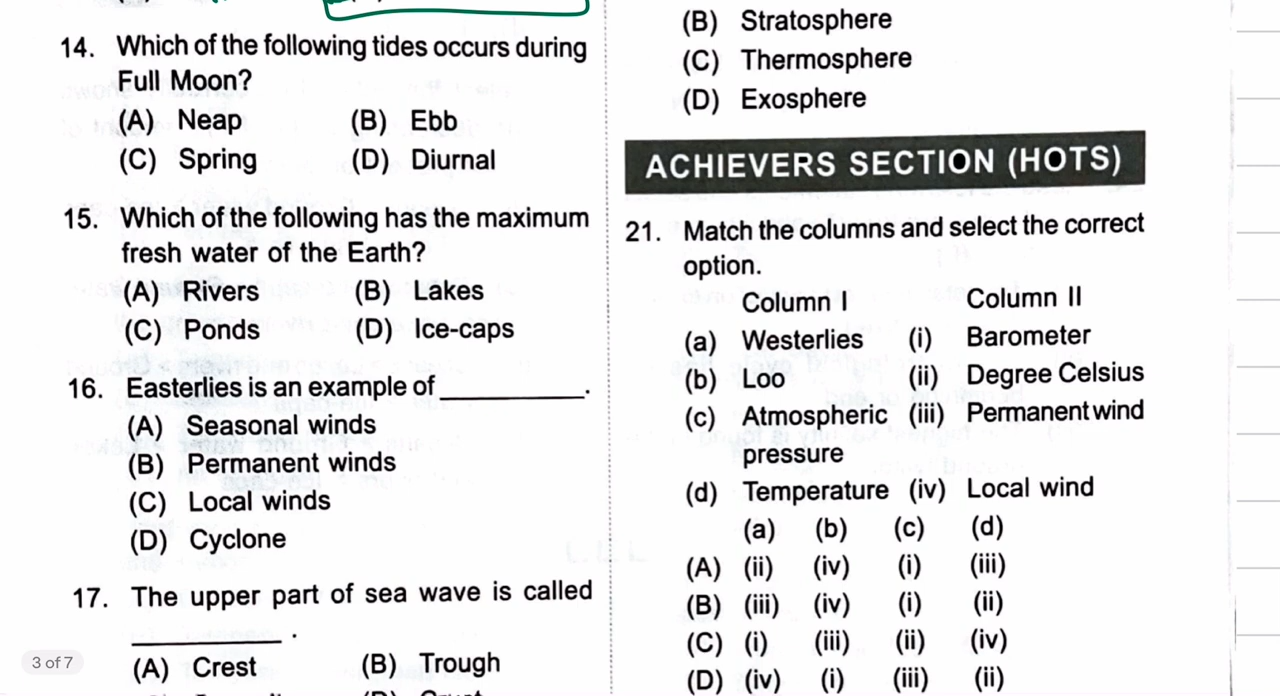 14. Which of the following tides occurs during
Full Moon?
(A) Neap (B) Ebb
(C) Spring (D) Diurnal
15. Which of the following has the maximum
fresh water of the Earth?
(A) Rivers (B) Lakes
(C) Ponds (D) Ice-caps
16. Easterlies is an example of__________.
(A) Seasonal winds
(B) Permanent winds
(C) Local winds
(D) Cyclone
17. The upper part of sea wave is called
__________ .
(A) Crest (B) Trough
3 of 7
(B) Stratosphere
(C) Thermosphere
(D) Exosphere
ACHIEVERS SECTION (HOTS)
21. Match the columns and select the correct
option.
Column I Column II
(a) Westerlies (i) Barometer
(b) Loo (ii) Degree Celsius
(c) Atmospheric (iii) Permanent wind
pressure
(d) Temperature (iv) Local wind
(a) (b) (c) (d)
(A) (ii) (iv) (i) (iii)
(B) (iii) (iv) (i) (ii)
(C) (i) (iii) (ii) (iv)
(D) (iv) (i) (iii) (ii)